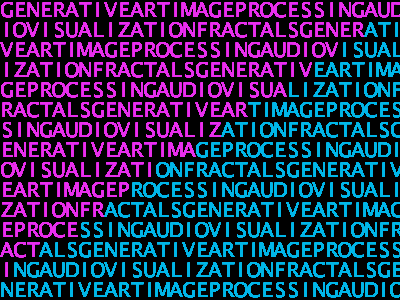 GENERATIVEARTIMAGEPROCESSINGAUD
IOVISUALIZATIONFRACTALSGENERATI
VEARTIMAGEPROCESSINGAUDIOVISUAL
IZATIONFRACTALSGENERATIVEARTIMA
GEPROCESSINGAUDIOVISUALIZATIONF
RACTALSGENERATIVEARTIMAGEPROCES
SINGAUDIOVISUALIZATIONFRACTALSG
ENERATIVEARTIMAGEPROCESSINGAUDI
OVISUALIZATIONFRACTALSGENERATIV
EARTIMAGEPROCESSINGAUDIOVISUALI
ZATIONFRACTALSGENERATIVEARTIMAG
EPROCESSINGAUDIOVISUALIZATIONFR
ACTALSGENERATIVEARTIMAGEPROCESS
INGAUDIOVISUALIZATIONFRACTALSGE
NERATIVEARTIMAGEPROCESSINGAUDIO